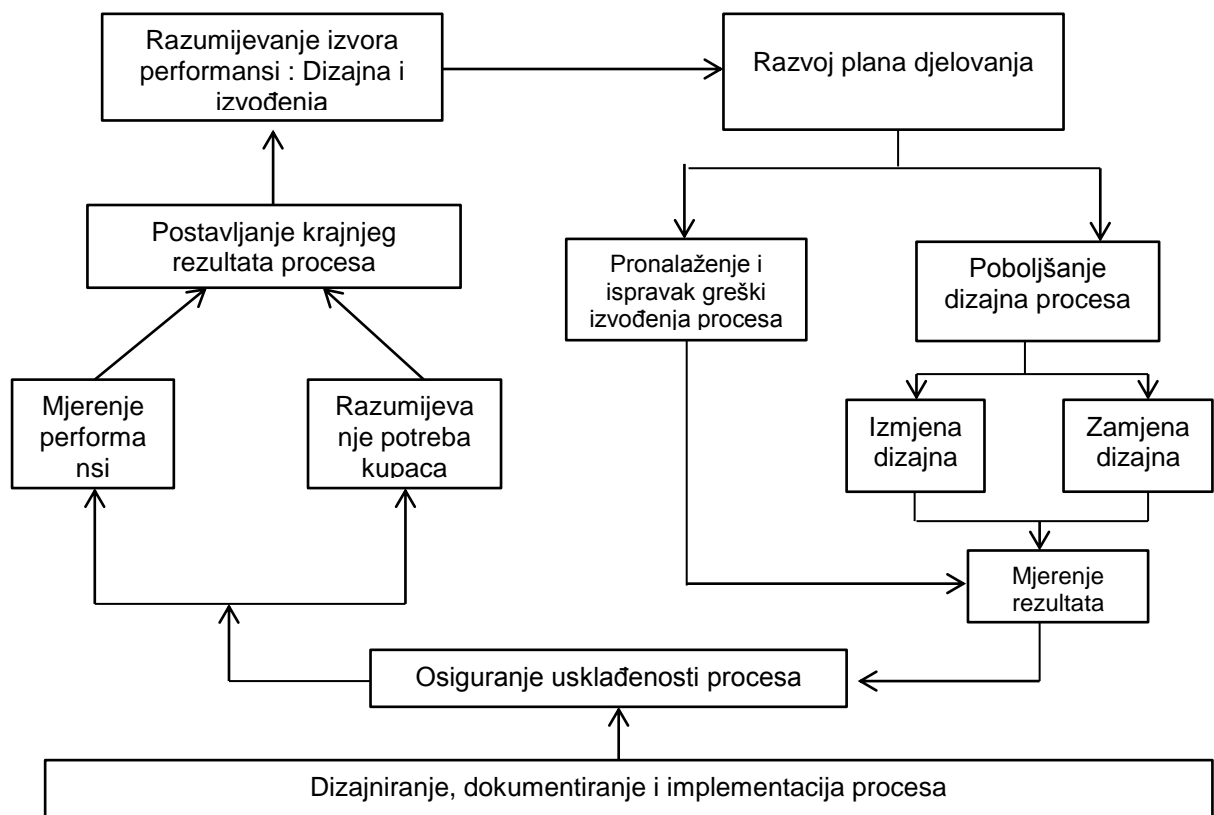 Razumijevanje izvora
performansi : Dizajna i
izvođenja
Razvoj plana djelovanja
Postavljanje krajnjeg
rezultata procesa
Pronalaženje i
ispravak greški
izvođenja procesa
Poboljšanje
dizajna procesa
Mjerenje
performa
nsi
Razumijeva
nje potreba
kupaca
Izmjena
dizajna
Zamjena
dizajna
Mjerenje
rezultata
Osiguranje usklađenosti procesa
Dizajniranje, dokumentiranje i implementacija procesa